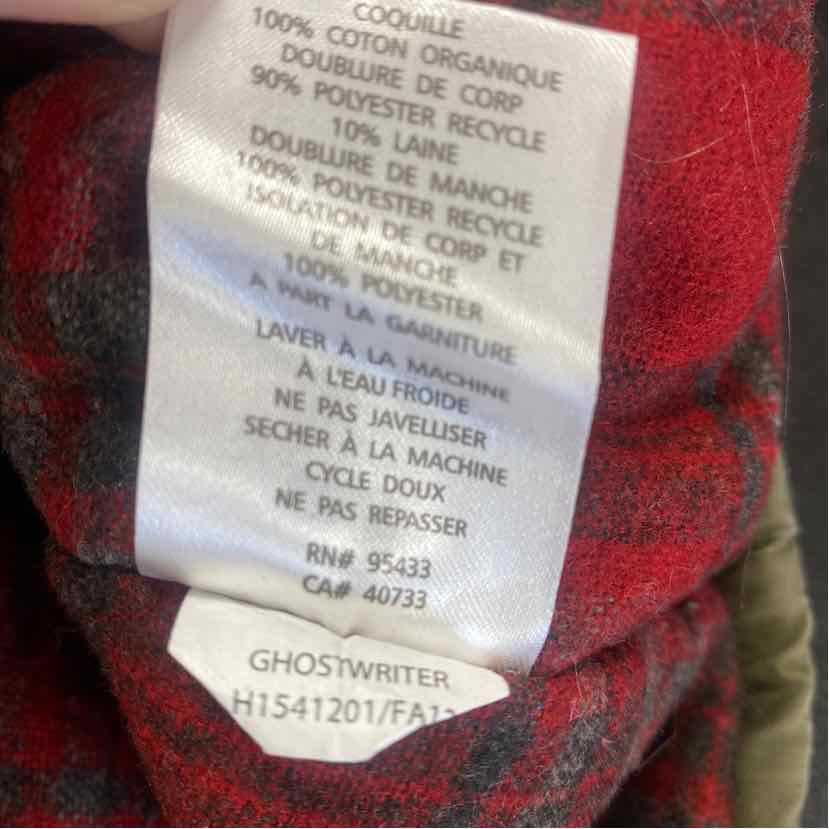 COQUILLE
100% COTON ORGANIQUE
DOUBLURE DE CORP
90% POLYESTER RECYCLE
10% LAINE
DOUBLURE DE MANCHE
100% POLYESTER RECYCLE
ISOLATION DE CORP ET
DE MANCHE
100% POLYESTER
A PART LA GARNITURE
LAVER À LA MACHINE
À L'EAU FROIDE
NE PAS JAVELLISER
SECHER À LA MACHINE
CYCLE DOUX
NE PAS REPASSER
RN# 95433
CA# 40733
GHOSTWRITER